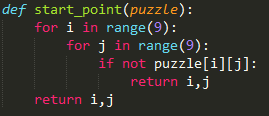 def start_point(puzzle):
    for i in range(9):
        for j in range(9):
            if not puzzle[i][j]:
                return i,j
    return i,j